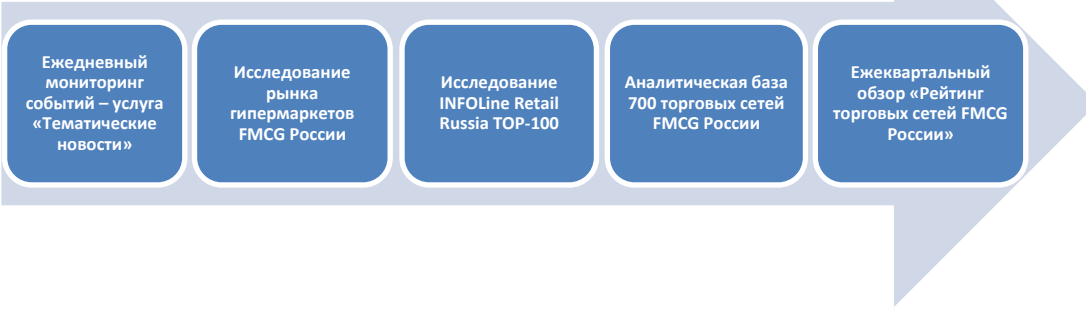 Ежедневный
мониторинг
событий – услуга
«Тематические
новости»
Исследование
рынка
гипермаркетов
FMCG России
Исследование
INFOLine Retail
Russia TOP-100
Аналитическая база
700 торговых сетей
FMCG России
Ежеквартальный
обзор «Рейтинг
торговых сетей FMCG
России»